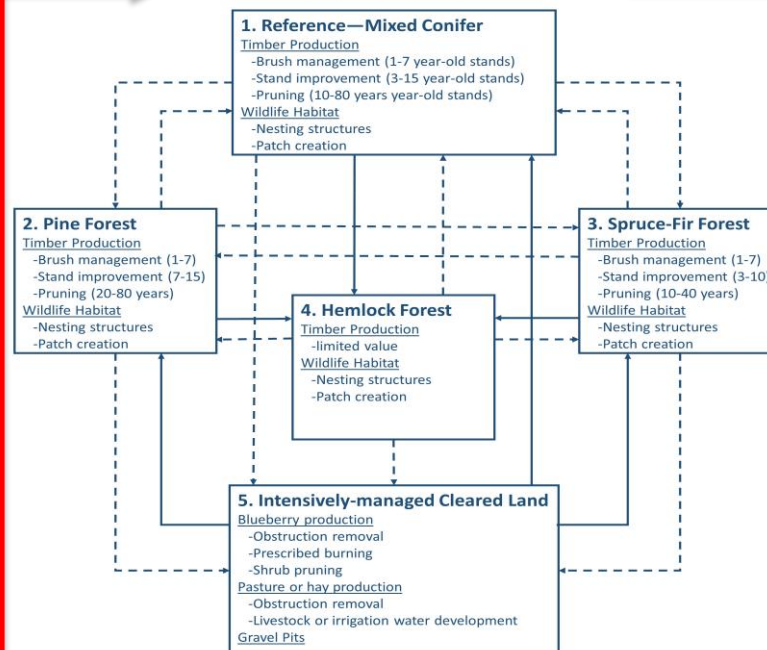 1. Reference—Mixed Conifer
Timber Production
-Brush management (1-7 year-old stands)
-Stand improvement (3-15 year-old stands)
-Pruning (10-80 years year-old stands)
Wildlife Habitat
-Nesting structures
-Patch creation
2. Pine Forest
Timber Production
-Brush management (1-7)
-Stand improvement (7-15)
-Pruning (20-80 years)
Wildlife Habitat
-Nesting structures
-Patch creation
3. Spruce-Fir Forest
Timber Production
-Brush management (1-7)
-Stand improvement (3-10)
-Pruning (10-40 years)
Wildlife Habitat
-Nesting structures
-Patch creation
4. Hemlock Forest
Timber Production
-limited value
Wildlife Habitat
-Nesting structures
-Patch creation
5. Intensively-managed Cleared Land
Blueberry production
-Obstruction removal
-Prescribed burning
-Shrub pruning
Pasture or hay production
-Obstruction removal
-Livestock or irrigation water development
Gravel Pits